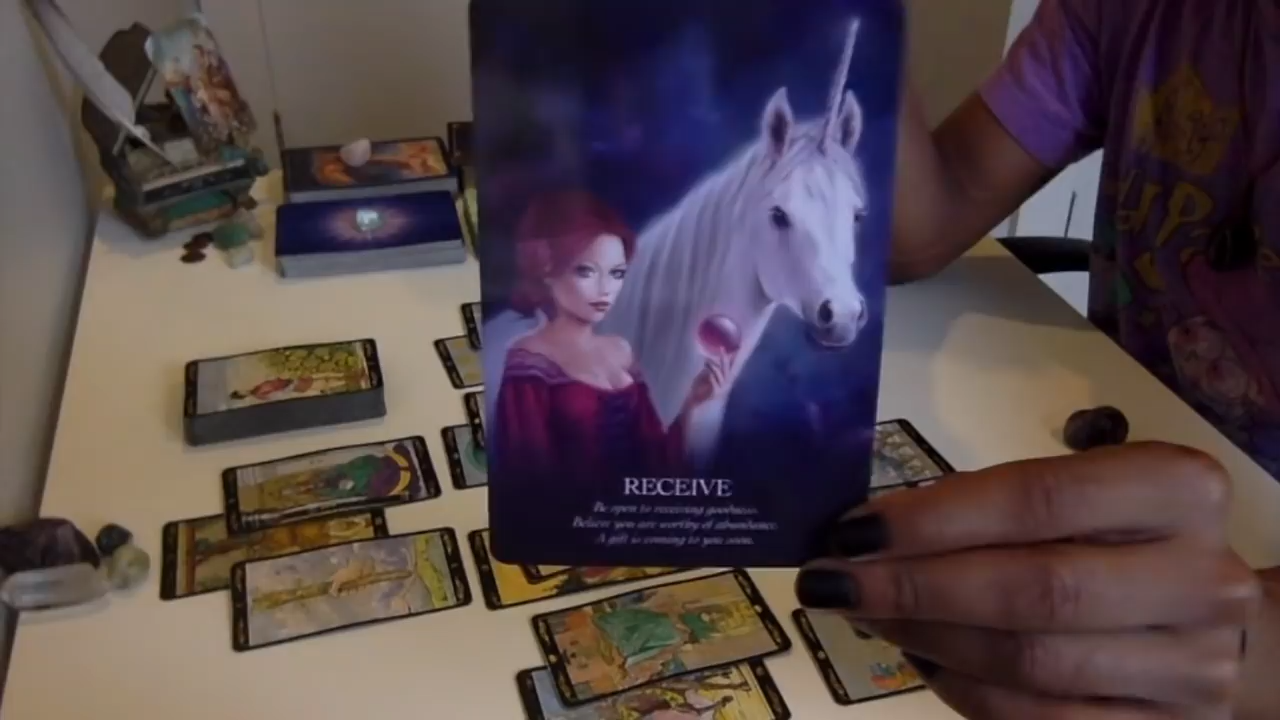 RECEIVE
Be open to receiving goodness.
Believe you are worthy of abundance.
A gift is coming to you soon.